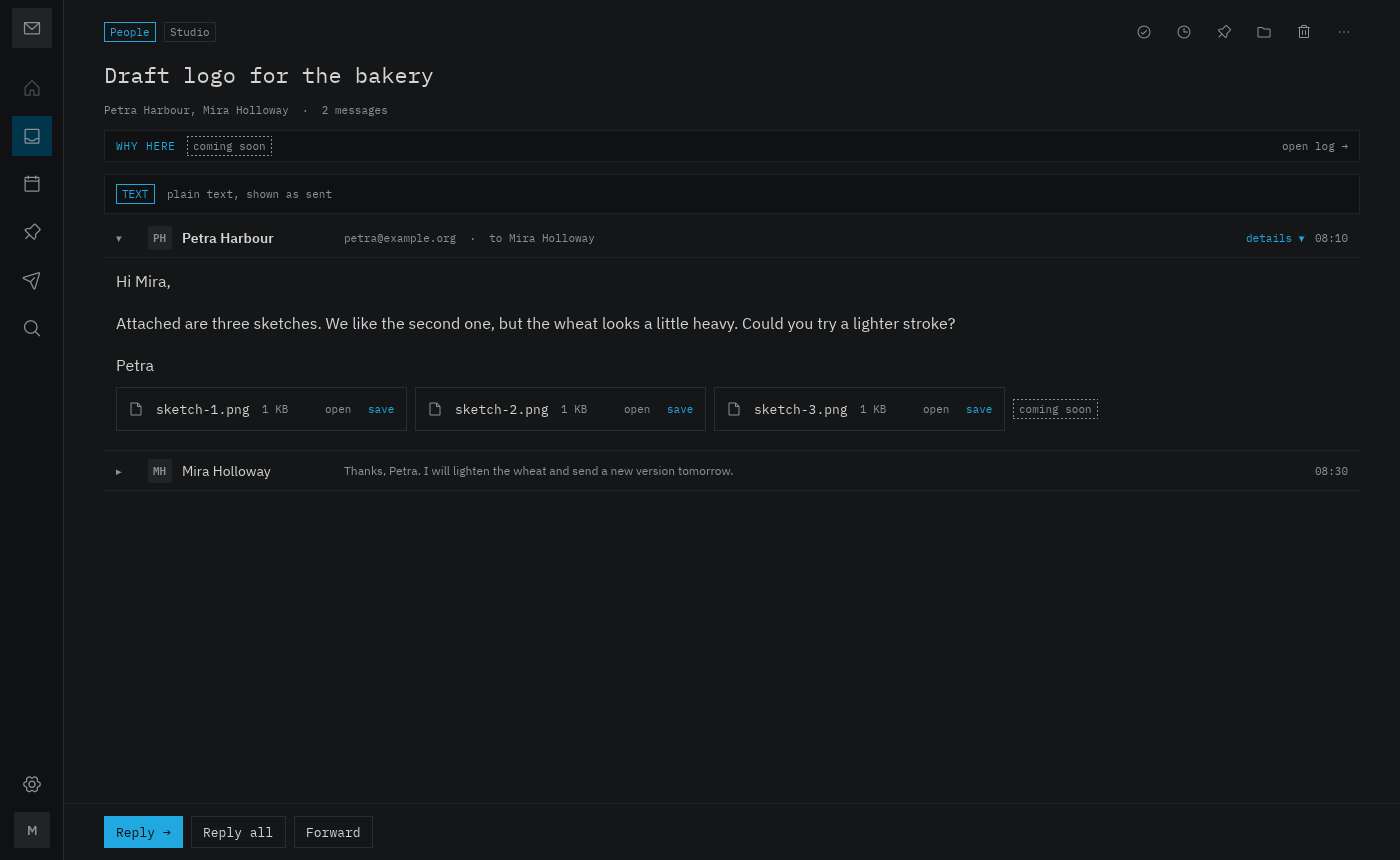 People Studio
Draft logo for the bakery
Petra Harbour, Mira Holloway · 2 messages
WHY HERE coming soon open log →
TEXT plain text, shown as sent
▾ PH Petra Harbour petra@example.org · to Mira Holloway details ▾ 08:10
Hi Mira,
Attached are three sketches. We like the second one, but the wheat looks a little heavy. Could you try a lighter stroke?
Petra
sketch-1.png 1 KB open save sketch-2.png 1 KB open save sketch-3.png 1 KB open save coming soon
▸ MH Mira Holloway Thanks, Petra. I will lighten the wheat and send a new version tomorrow. 08:30
M
Reply → Reply all Forward